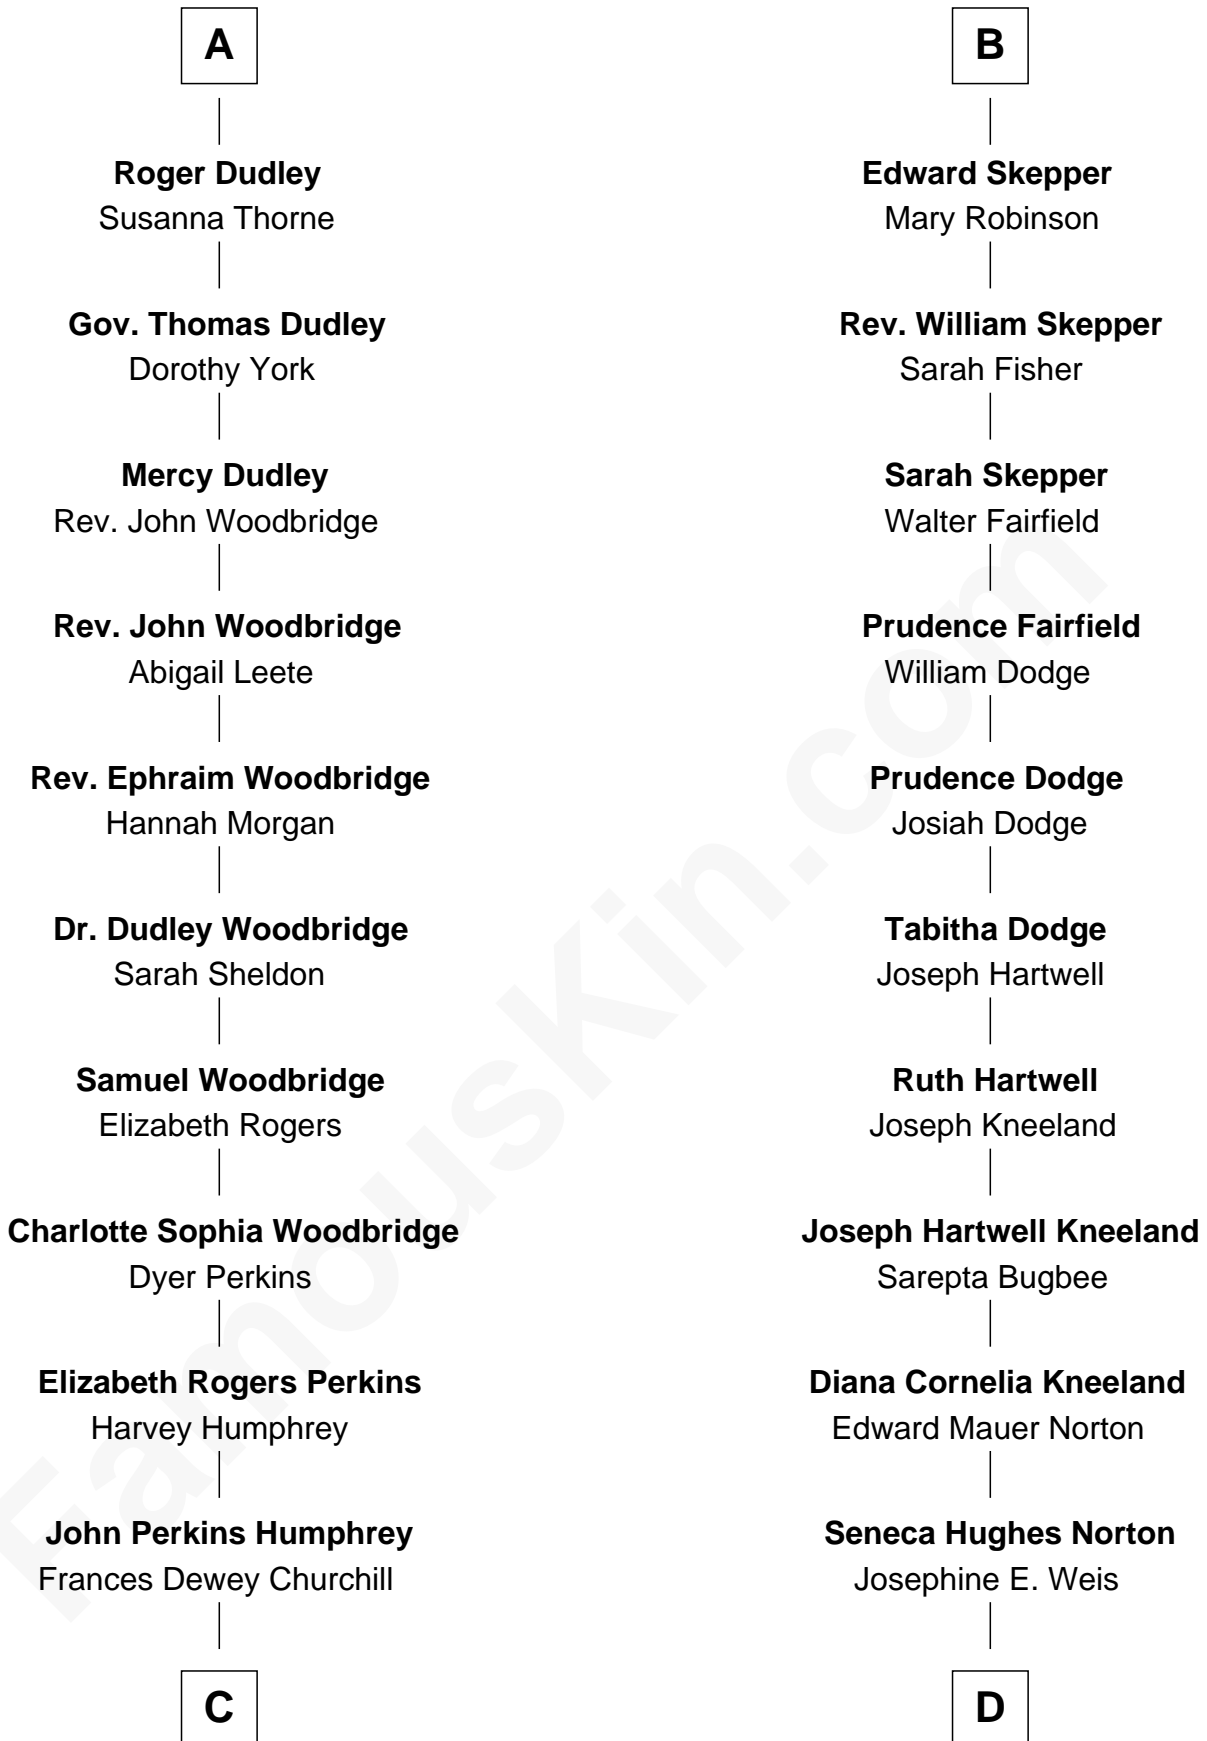 A
Roger Dudley
Susanna Thorne
Gov. Thomas Dudley
Dorothy York
Mercy Dudley
Rev. John Woodbridge
Rev. John Woodbridge
Abigail Leete
Rev. Ephraim Woodbridge
Hannah Morgan
Dr. Dudley Woodbridge
Sarah Sheldon
Samuel Woodbridge
Elizabeth Rogers
Charlotte Sophia Woodbridge
Dyer Perkins
Elizabeth Rogers Perkins
Harvey Humphrey
John Perkins Humphrey
Frances Dewey Churchill
C
B
Edward Skepper
Mary Robinson
Rev. William Skepper
Sarah Fisher
Sarah Skepper
Walter Fairfield
Prudence Fairfield
William Dodge
Prudence Dodge
Josiah Dodge
Tabitha Dodge
Joseph Hartwell
Ruth Hartwell
Joseph Kneeland
Joseph Hartwell Kneeland
Sarepta Bugbee
Diana Cornelia Kneeland
Edward Mauer Norton
Seneca Hughes Norton
Josephine E. Weis
D
FamousKin.com